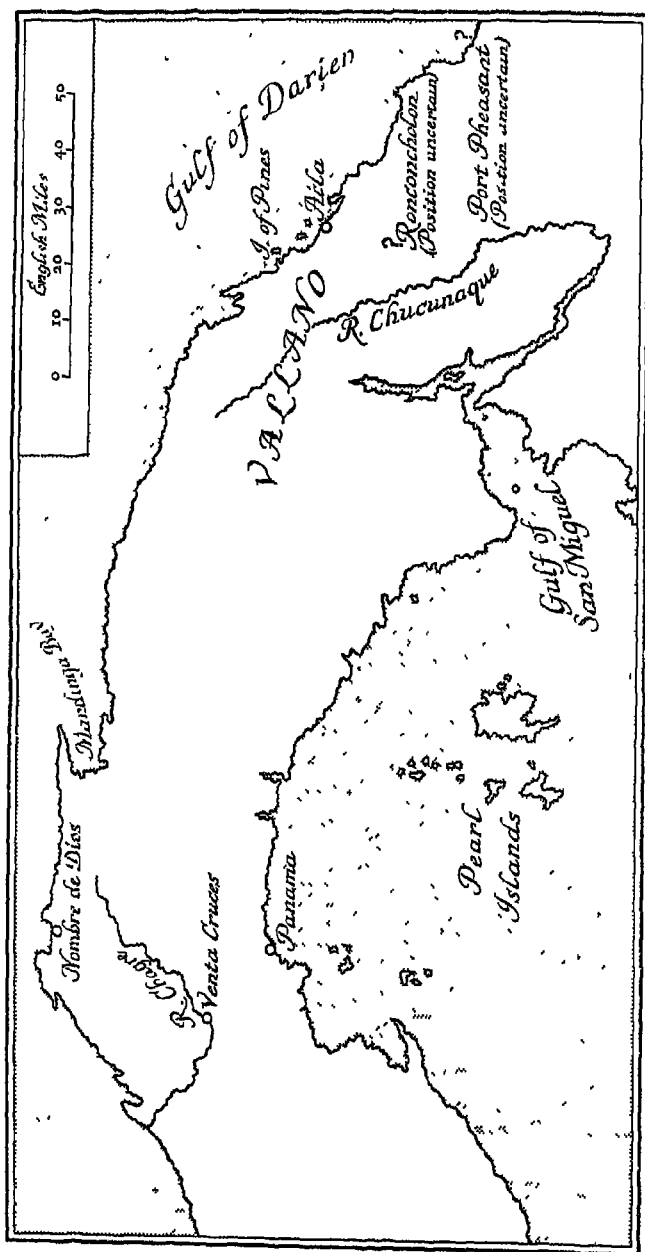 English Miles
0 10 20 30 40 50
Nombre de Dios
Mandinga Bay
Gulf of Darien
I. of Pines
Acla
R. Chagre
Venta Cruces
VALLANO
R. Chucunaque
?
Ronconcholon
(Position uncertain)
?
Port Pheasant
(Position uncertain)
Panama
Pearl
Islands
Gulf of
San Miguel